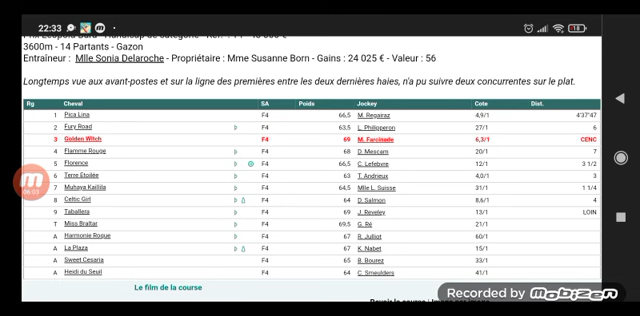 22:33
18
3600m - 14 Partants - Gazon
Entraîneur : Mlle Sonia Delaroche - Propriétaire : Mme Susanne Born - Gains : 24 025 € - Valeur : 56
Longtemps vue aux avant-postes et sur la ligne des premières entre les deux dernières haies, n'a pu suivre deux concurrentes sur le plat.
Rg Cheval SA Poids Jockey Cote Dist.
1 Pica Lina F4 66,5 M. Regairaz 4,9/1 4'37"47
2 Fury Road F4 63,5 L. Philipperon 27/1 6
3 Golden Witch F4 69 M. Farcinade 6,3/1 CENC
4 Flamme Rouge F4 68 D. Mescam 20/1 7
5 Florence F4 66,5 C. Lefebvre 12/1 3 1/2
6 Terre Etoilée F4 63 T. Andrieux 4,0/1 3
7 Muhaya Kaillila F4 64,5 Mlle L. Suisse 31/1 1 1/4
8 Celtic Girl F4 64 D. Salmon 8,6/1 4
9 Taballera F4 69 J. Reveley 13/1 LOIN
T Miss Braltar F4 69,5 G. Ré 21/1
A Harmonie Roque F4 67 R. Julliot 60/1
A La Plaza F4 67 K. Nabet 15/1
A Sweet Cesaria F4 65 B. Bourez 33/1
A Heidi du Seuil F4 64 C. Smeulders 41/1
Le film de la course
Recorded by mobizen